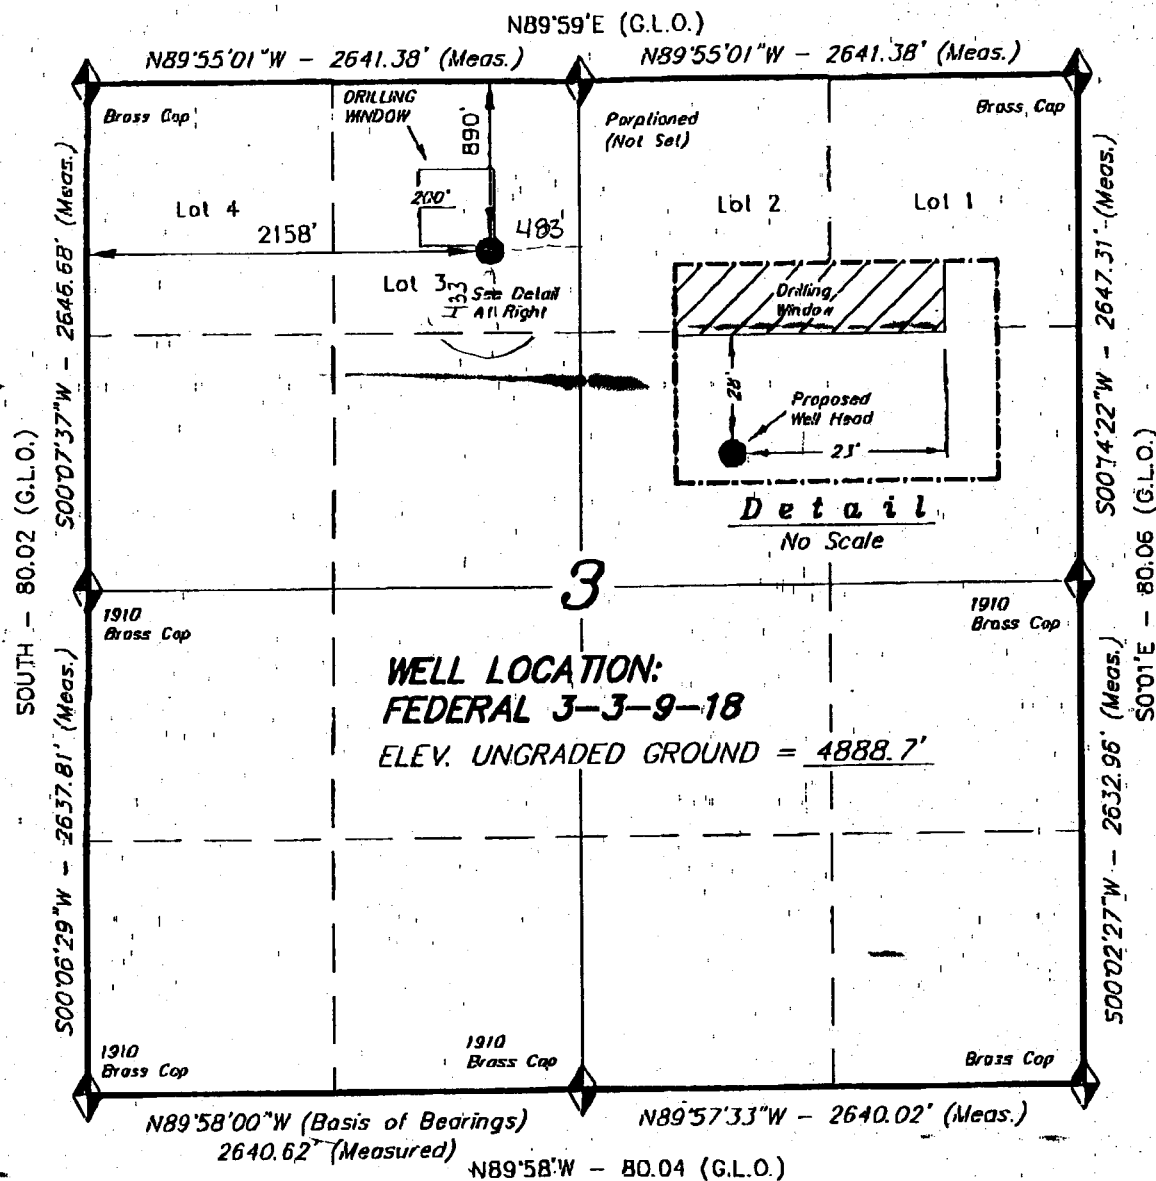 N89°59'E (G.L.O.)
N89°55'01"W - 2641.38' (Meas.)
N89°55'01"W - 2641.38' (Meas.)
Brass Cap
DRILLING
WINDOW
890'
Porptioned
(Not Set)
Brass Cap
Lot 4
200'
2158'
483'
Lot 2
Lot 1
Lot 3
433
See Detail
At Right
Drilling
Window
28'
Proposed
Well Head
23'
Detail
No Scale
SOUTH - 80.02 (G.L.O.)
S00°07'37"W - 2646.68' (Meas.)
S00°14'22"W - 2647.31' (Meas.)
S0°01'E - 80.06 (G.L.O.)
3
1910
Brass Cap
1910
Brass Cap
WELL LOCATION:
FEDERAL 3-3-9-18
ELEV. UNGRADED GROUND = 4888.7'
S00°06'29"W - 2637.81' (Meas.)
S00°02'27"W - 2632.96' (Meas.)
1910
Brass Cap
1910
Brass Cap
Brass Cap
N89°58'00"W (Basis of Bearings)
2640.62' (Measured)
N89°57'33"W - 2640.02' (Meas.)
N89°58'W - 80.04 (G.L.O.)